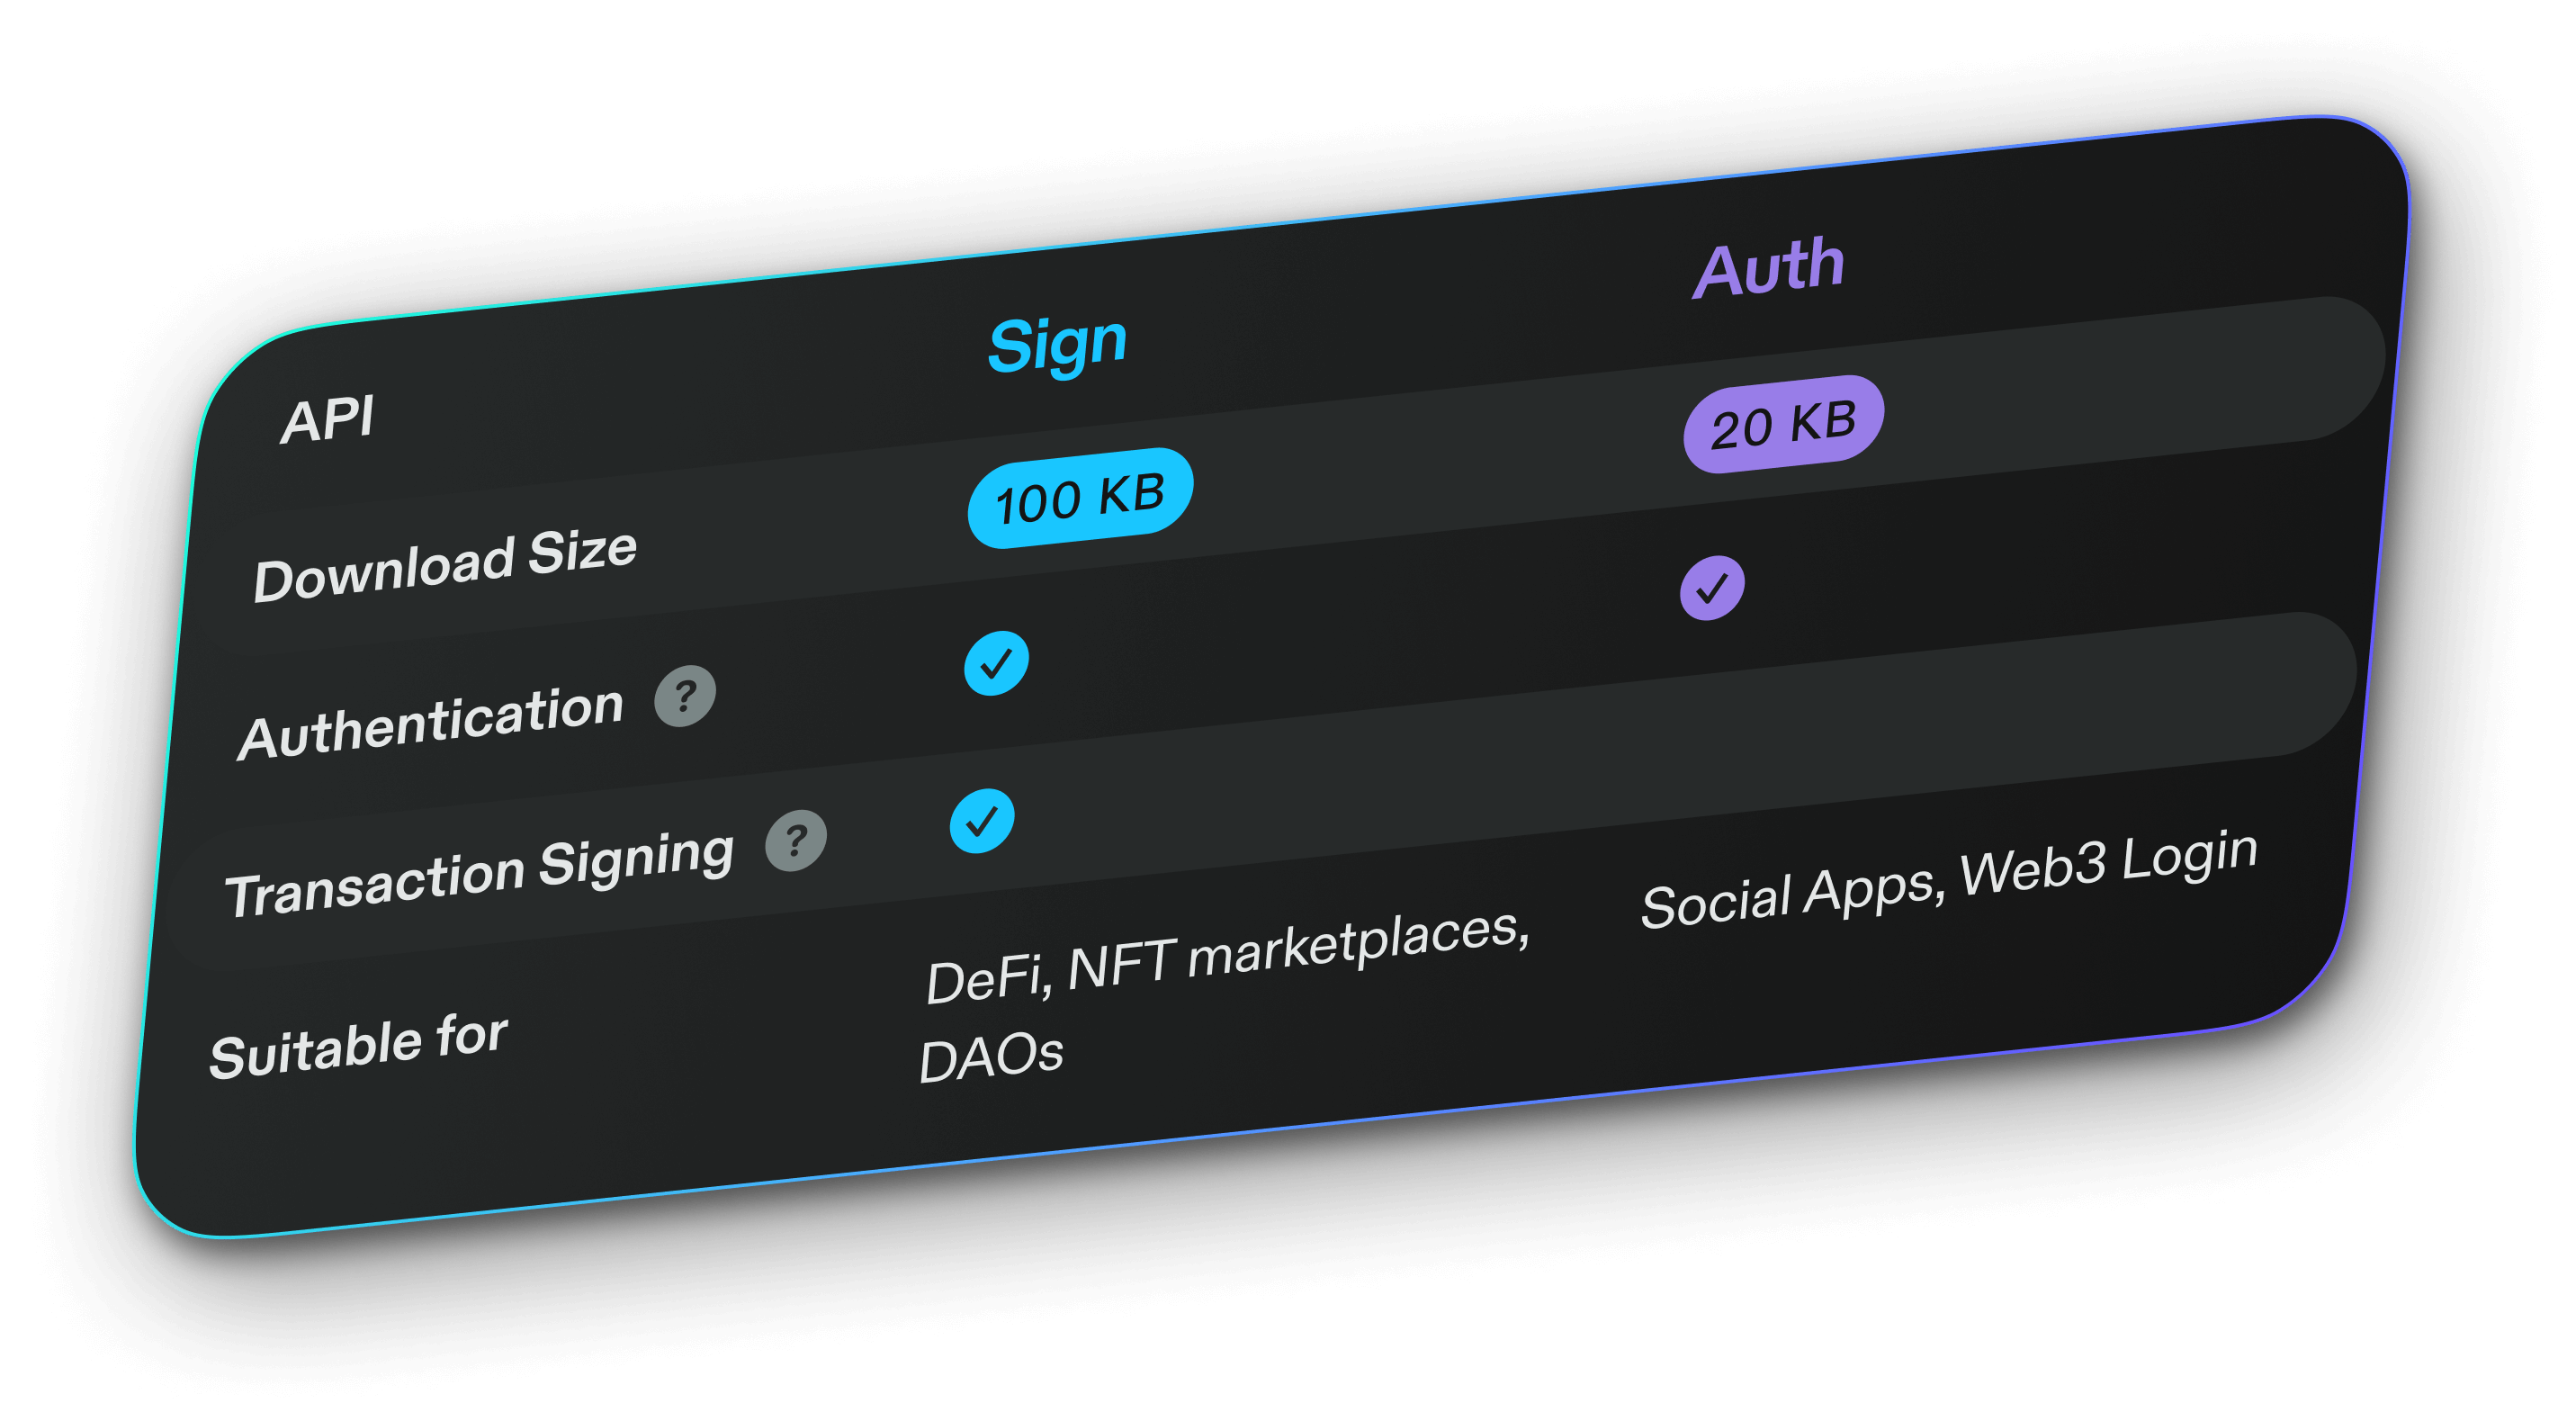 API Sign Auth
Download Size 100 KB 20 KB
Authentication ?
Transaction Signing ?
Suitable for DeFi, NFT marketplaces, Social Apps, Web3 Login
DAOs